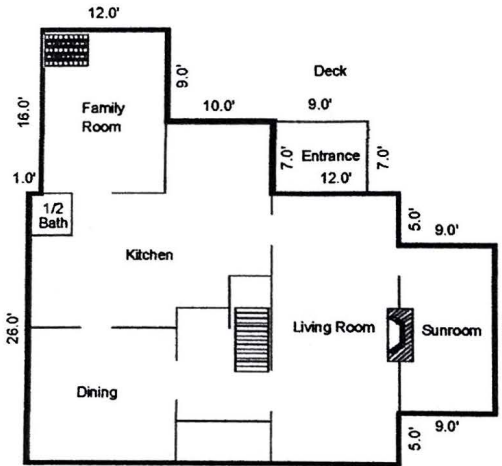 12.0'
Deck
9.0'
16.0'
Family
Room
10.0'
9.0'
7.0'
Entrance
7.0'
12.0'
1.0'
1/2
Bath
5.0'
9.0'
Kitchen
26.0'
Living Room
Sunroom
Dining
5.0'
9.0'